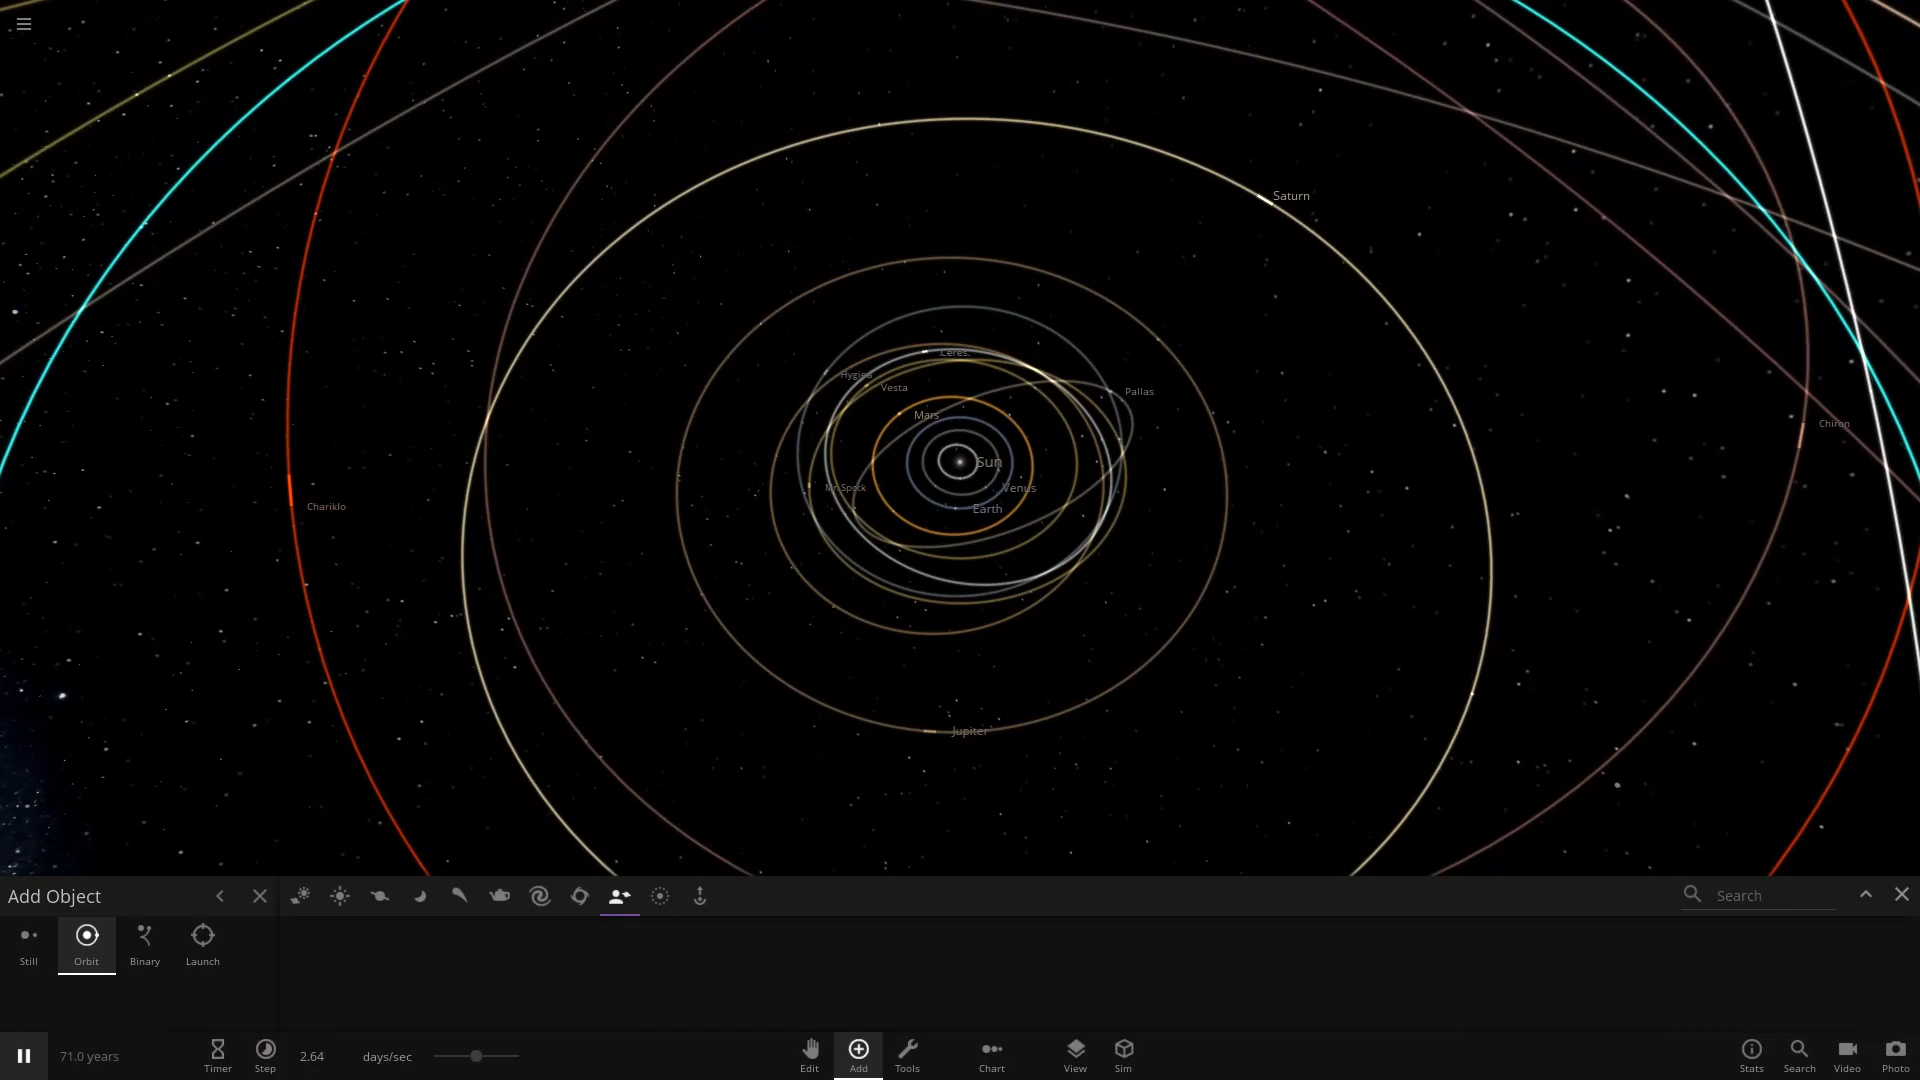 Saturn
Ceres
Hygiea
Vesta
Pallas
Mars
Chiron
Sun
Mr. Spock
Venus
Chariklo
Earth
Jupiter
Add Object
Search
Still
Orbit
Binary
Launch
71.0 years
Timer
Step
2.64
days/sec
Edit
Add
Tools
Chart
View
Sim
Stats
Search
Video
Photo